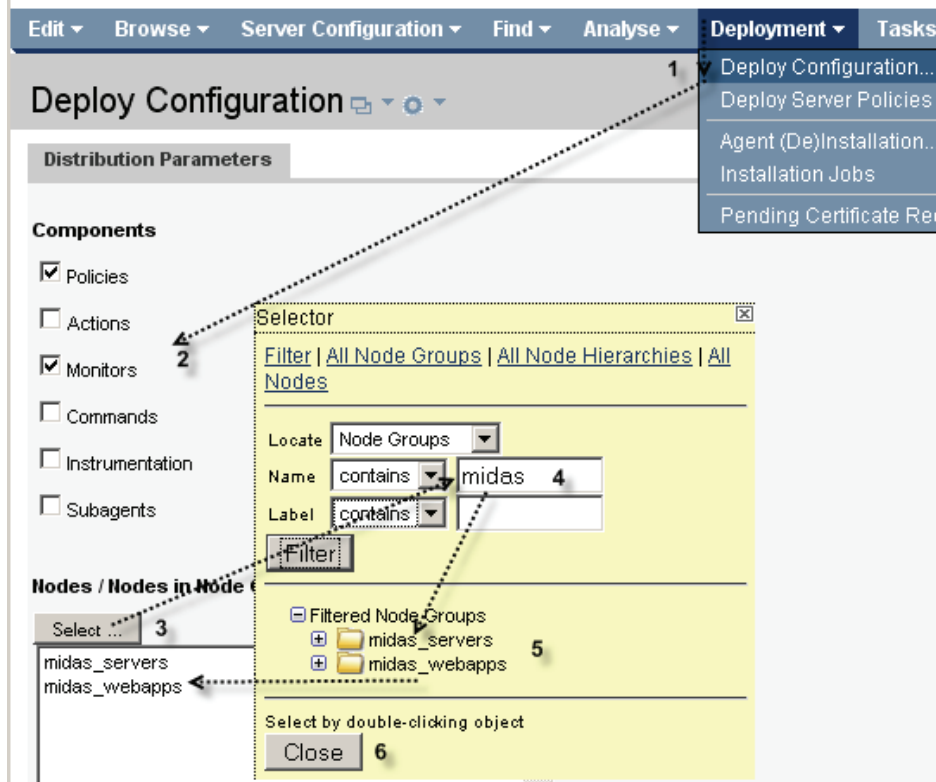 Edit Browse Server Configuration Find Analyse Deployment Tasks
1 Deploy Configuration...
Deploy Configuration
Deploy Server Policies
Agent (De)Installation..
Installation Jobs
Pending Certificate
Distribution Parameters
Components
Policies
Actions
2
Monitors
Commands
Instrumentation
Subagents
Nodes / Nodes in Node
Select ... 3
midas_servers
midas_webapps
Selector
Filter | All Node Groups | All Node Hierarchies | All
Nodes
Locate Node Groups
Name contains midas 4
Label contains
Filter
Filtered Node Groups
midas_servers
5
midas_webapps
Select by double-clicking object
Close 6